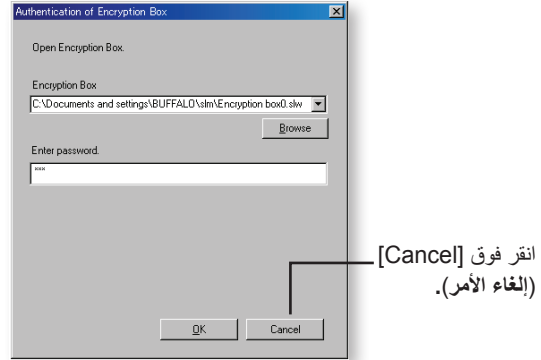 Authentication of Encryption Box
Open Encryption Box.
Encryption Box
C:\Documents and settings\BUFFALO\slm\Encryption box0.slw
Browse
Enter password.
***
انقر فوق [Cancel]
(إلغاء الأمر).
OK
Cancel